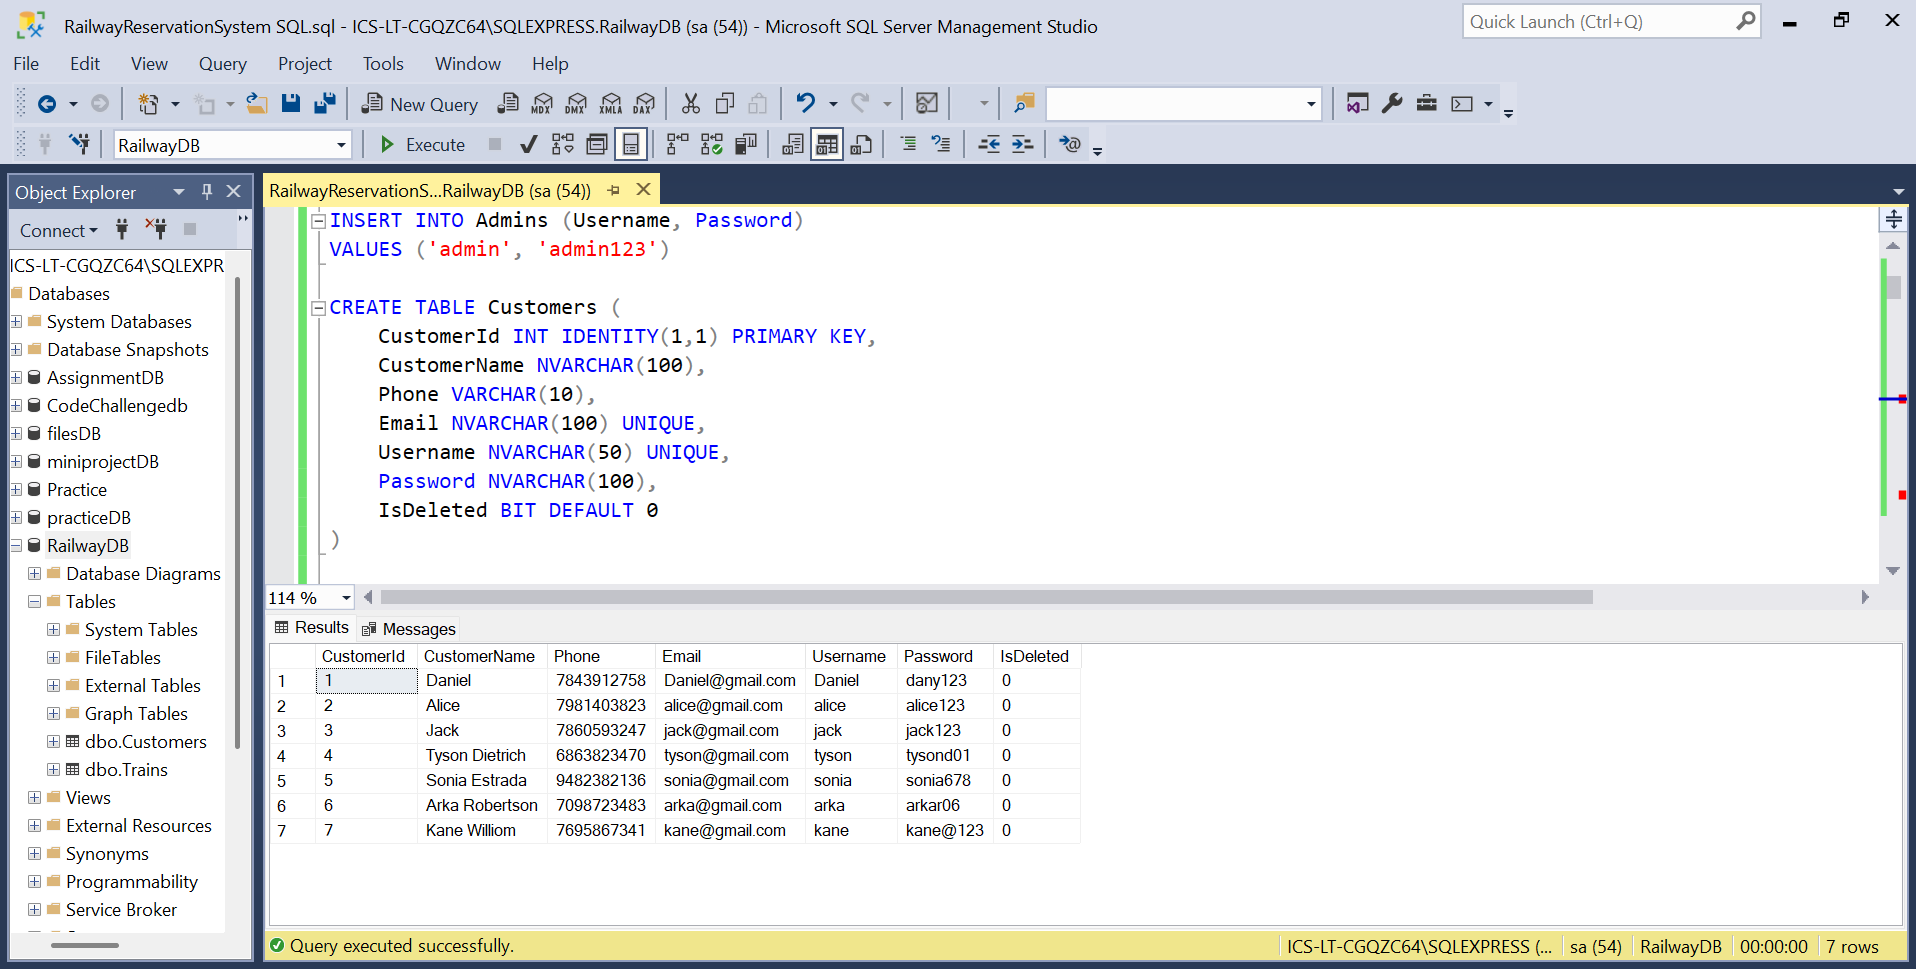 RailwayReservationSystem SQL.sql - ICS-LT-CGQZC64\SQLEXPRESS.RailwayDB (sa (54)) - Microsoft SQL Server Management Studio
Quick Launch (Ctrl+Q)
File Edit View Query Project Tools Window Help
New Query MDX DMX XMLA DAX
RailwayDB Execute
Object Explorer
Connect
ICS-LT-CGQZC64\SQLEXPR
Databases
System Databases
Database Snapshots
AssignmentDB
CodeChallengedb
filesDB
miniprojectDB
Practice
practiceDB
RailwayDB
Database Diagrams
Tables
System Tables
FileTables
External Tables
Graph Tables
dbo.Customers
dbo.Trains
Views
External Resources
Synonyms
Programmability
Service Broker
RailwayReservationS...RailwayDB (sa (54))
INSERT INTO Admins (Username, Password)
VALUES ('admin', 'admin123')
CREATE TABLE Customers (
CustomerId INT IDENTITY(1,1) PRIMARY KEY,
CustomerName NVARCHAR(100),
Phone VARCHAR(10),
Email NVARCHAR(100) UNIQUE,
Username NVARCHAR(50) UNIQUE,
Password NVARCHAR(100),
IsDeleted BIT DEFAULT 0
)
114 %
Results Messages
CustomerId CustomerName Phone Email Username Password IsDeleted
1 1 Daniel 7843912758 Daniel@gmail.com Daniel dany123 0
2 2 Alice 7981403823 alice@gmail.com alice alice123 0
3 3 Jack 7860593247 jack@gmail.com jack jack123 0
4 4 Tyson Dietrich 6863823470 tyson@gmail.com tyson tysond01 0
5 5 Sonia Estrada 9482382136 sonia@gmail.com sonia sonia678 0
6 6 Arka Robertson 7098723483 arka@gmail.com arka arkar06 0
7 7 Kane Williom 7695867341 kane@gmail.com kane kane@123 0
Query executed successfully.
ICS-LT-CGQZC64\SQLEXPRESS (... sa (54) RailwayDB 00:00:00 7 rows